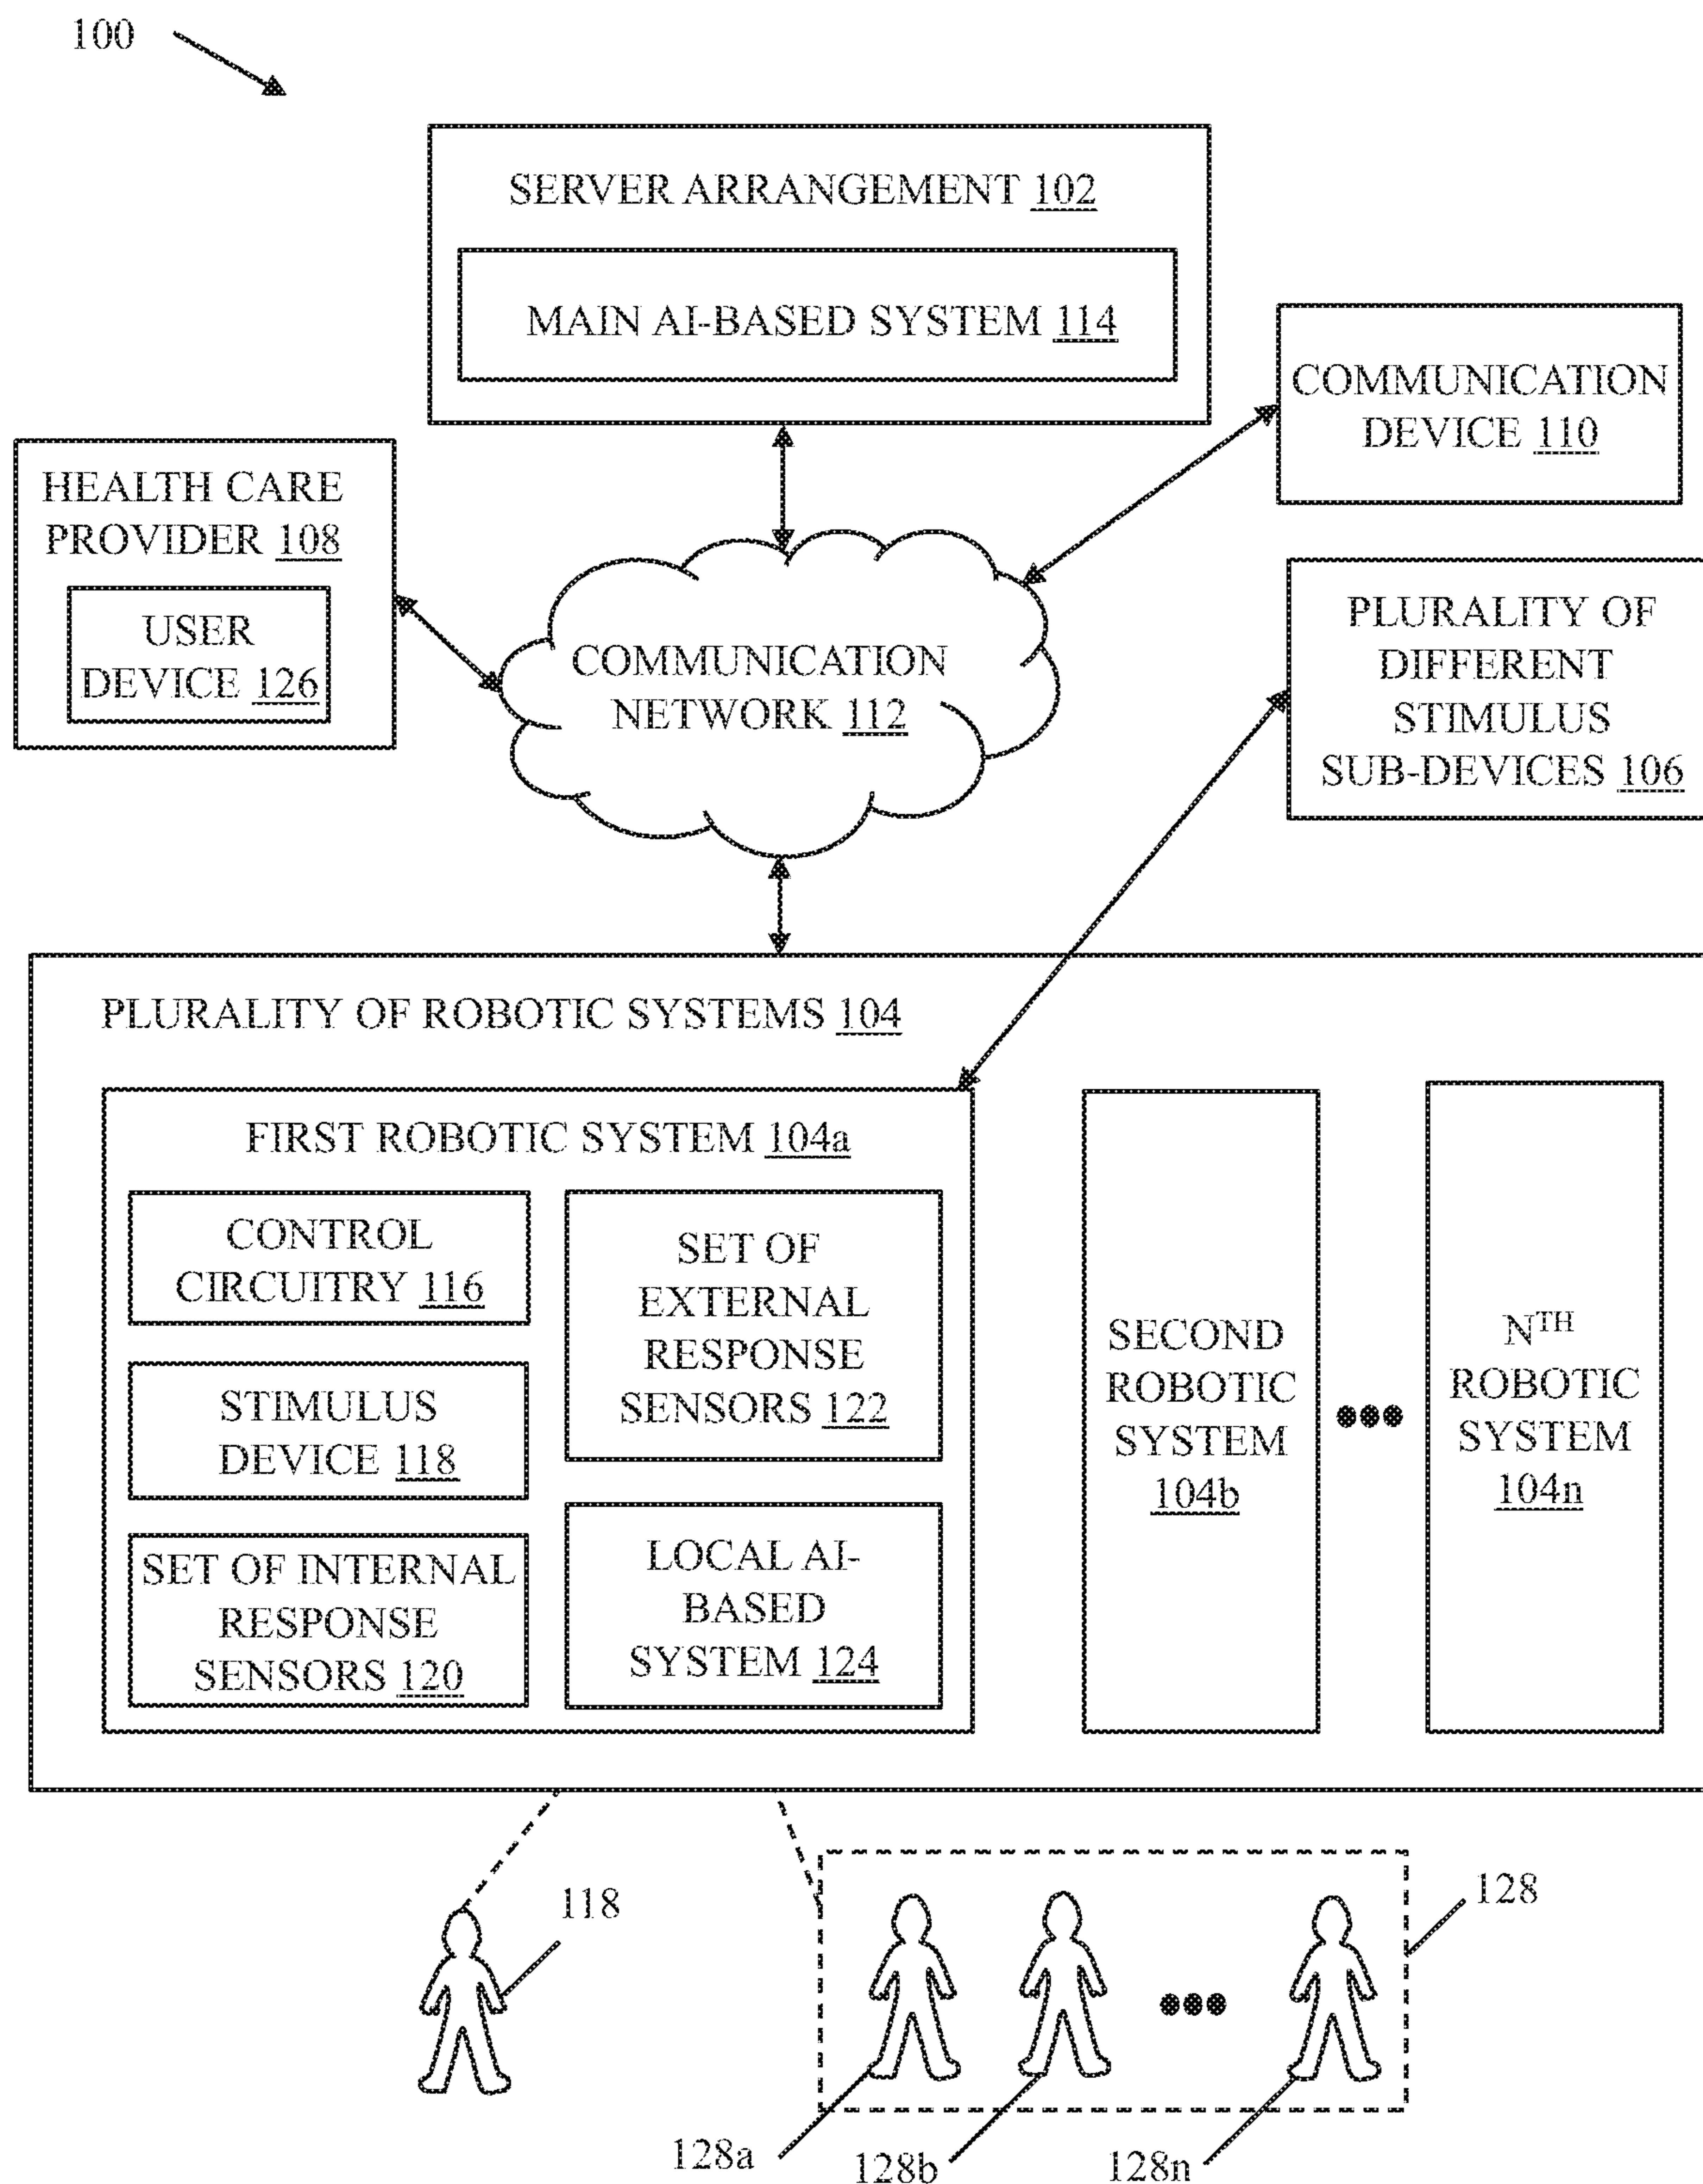 100
SERVER ARRANGEMENT 102
MAIN AI-BASED SYSTEM 114
COMMUNICATION
DEVICE 110
HEALTH CARE
PROVIDER 108
USER
DEVICE 126
COMMUNICATION
NETWORK 112
PLURALITY OF
DIFFERENT
STIMULUS
SUB-DEVICES 106
PLURALITY OF ROBOTIC SYSTEMS 104
FIRST ROBOTIC SYSTEM 104a
CONTROL
CIRCUITRY 116
STIMULUS
DEVICE 118
SET OF INTERNAL
RESPONSE
SENSORS 120
SET OF
EXTERNAL
RESPONSE
SENSORS 122
LOCAL AI-
BASED
SYSTEM 124
SECOND
ROBOTIC
SYSTEM
104b
NTH
ROBOTIC
SYSTEM
104n
118
128
128a
128b
128n